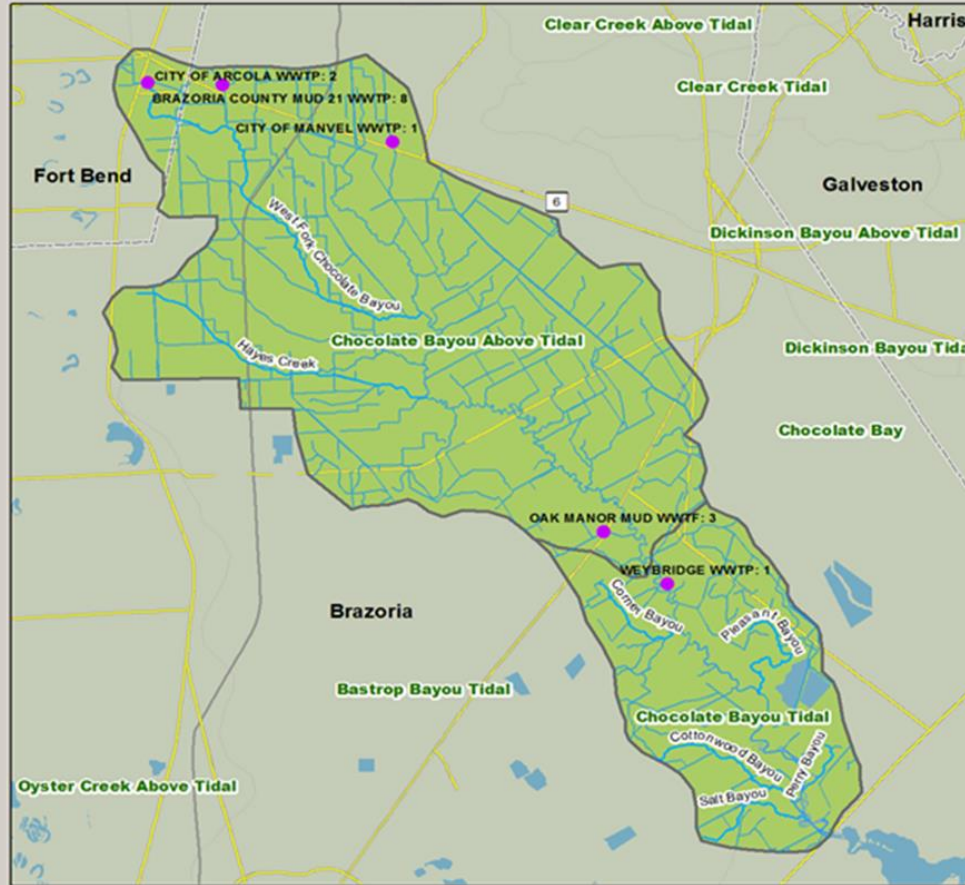 Clear Creek Above Tidal
Harris
CITY OF ARCOLA WWTP: 2
Clear Creek Tidal
BRAZORIA COUNTY MUD 21 WWTP: 8
CITY OF MANVEL WWTP: 1
Fort Bend
Galveston
6
West Fork Chocolate Bayou
Dickinson Bayou Above Tidal
Chocolate Bayou Above Tidal
Dickinson Bayou Tida
Hayes Creek
Chocolate Bay
OAK MANOR MUD WWTF: 3
WEYBRIDGE WWTP: 1
Corner Bayou
Brazoria
Pleasant Bayou
Bastrop Bayou Tidal
Chocolate Bayou Tidal
Cottonwood Bayou
Perry Bayou
Oyster Creek Above Tidal
Salt Bayou